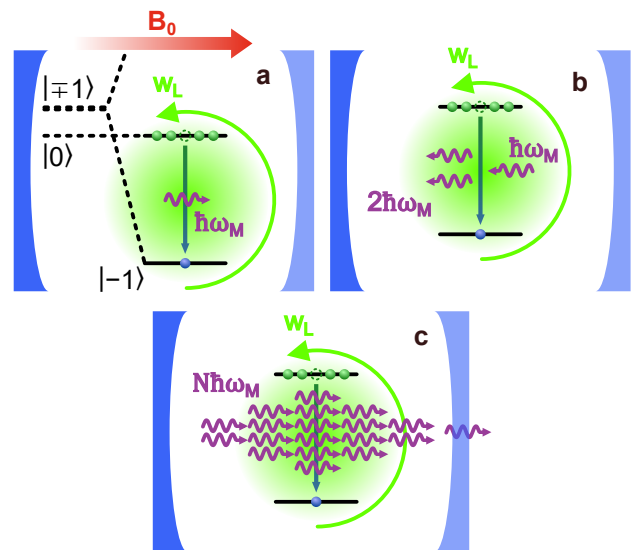 B₀
a
|∓1⟩
w_L
|0⟩
ħω_M
|−1⟩
b
w_L
ħω_M
2ħω_M
c
w_L
Nħω_M